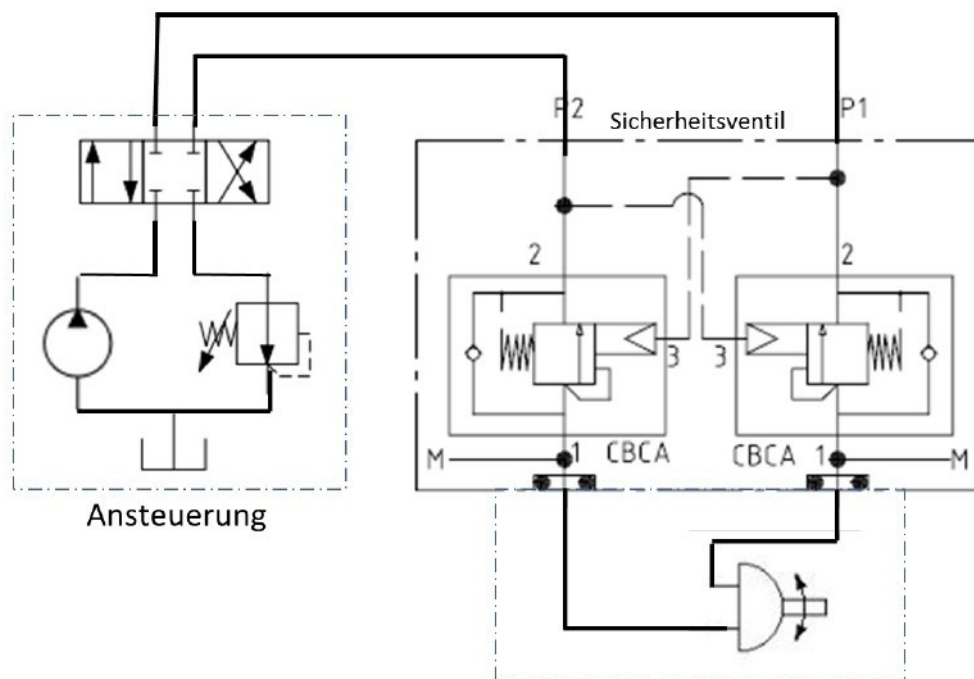 P2
Sicherheitsventil
P1
2
2
3
3
M
1
CBCA
CBCA
1
M
Ansteuerung